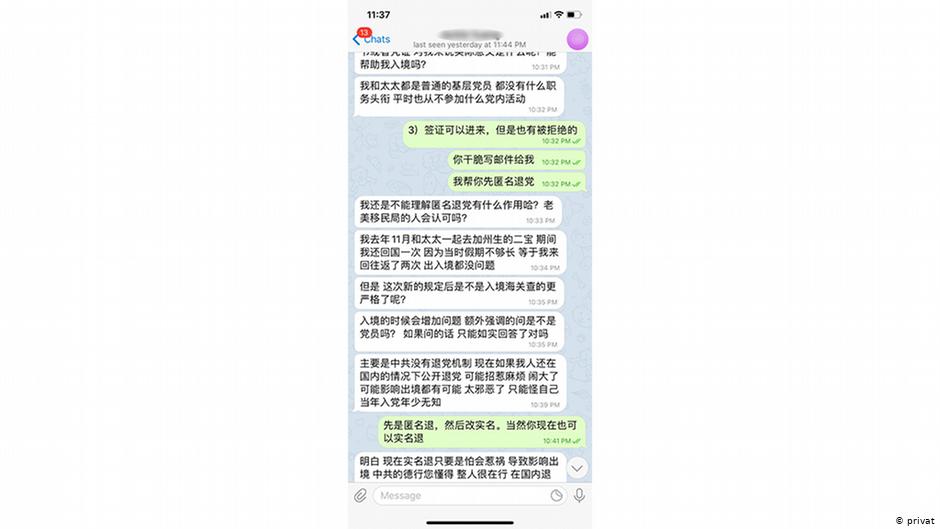 11:37
13
Chats
last seen yesterday at 11:44 PM
帮助我入境吗?
10:31 PM
我和太太都是普通的基层党员 都没有什么职
务头衔 平时也从不参加什么党内活动
10:32 PM
3）签证可以进来，但是也有被拒绝的
10:32 PM
你干脆写邮件给我 10:32 PM
我帮你先匿名退党 10:32 PM
我还是不能理解匿名退党有什么作用哈？老
美移民局的人会认可吗?
10:33 PM
我去年11月和太太一起去加州生的二宝 期间
我还回国一次 因为当时假期不够长 等于我来
回往返了两次 出入境都没问题
10:34 PM
但是 这次新的规定后是不是入境海关查的更
严格了呢?
10:35 PM
入境的时候会增加问题 额外强调的问是不是
党员吗？ 如果问的话 只能如实回答了对吗
10:35 PM
主要是中共没有退党机制 现在如果我人还在
国内的情况下公开退党 可能招惹麻烦 闹大了
可能影响出境都有可能 太邪恶了 只能怪自己
当年入党年少无知
10:39 PM
先是匿名退，然后改实名。当然你现在也可
以实名退
10:41 PM
明白 现在实名退只要是怕会惹祸 导致影响出
境 中共的德行您懂得 整人很在行 在国内退
Message
© privat